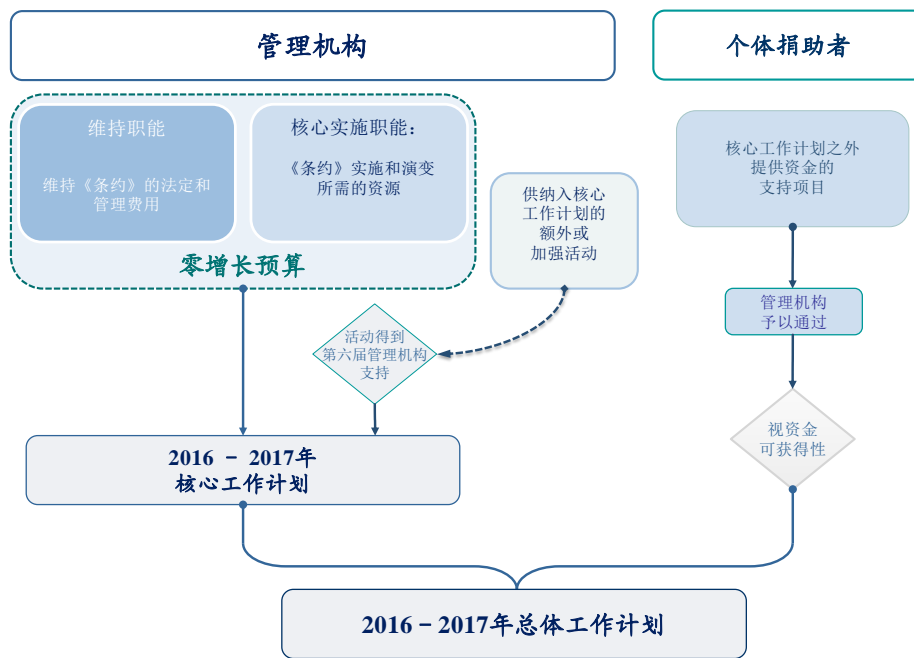 管理机构
个体捐助者
维持职能
维持《条约》的法定和
管理费用
核心实施职能：
《条约》实施和演变
所需的资源
零增长预算
供纳入核心
工作计划的
额外或
加强活动
核心工作计划之外
提供资金的
支持项目
管理机构
予以通过
活动得到
第六届管理机构
支持
视资金
可获得性
2016 – 2017年
核心工作计划
2016 – 2017年总体工作计划